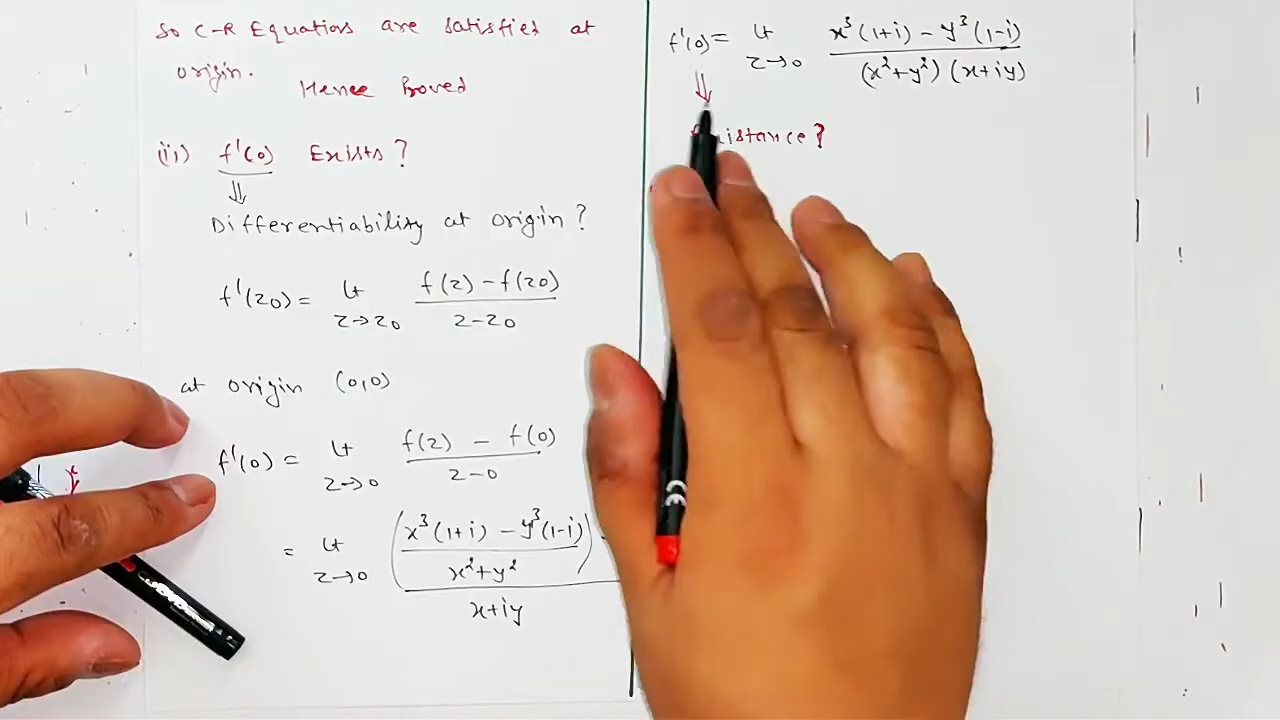 So C-R Equations are satisfied at
origin.
Hence Proved
(ii) f'(0) Exists?
⇓
Differentiability at origin?
f'(z0) = Lt z→z0 f(z) - f(z0) / z-z0
at origin (0,0)
f'(0) = Lt z→0 f(z) - f(0) / z-0
= Lt z→0 (x³(1+i) - y³(1-i) / x²+y²) - / x+iy
f'(0) = Lt z→0 x³(1+i) - y³(1-i) / (x²+y²) (x+iy)
⇓